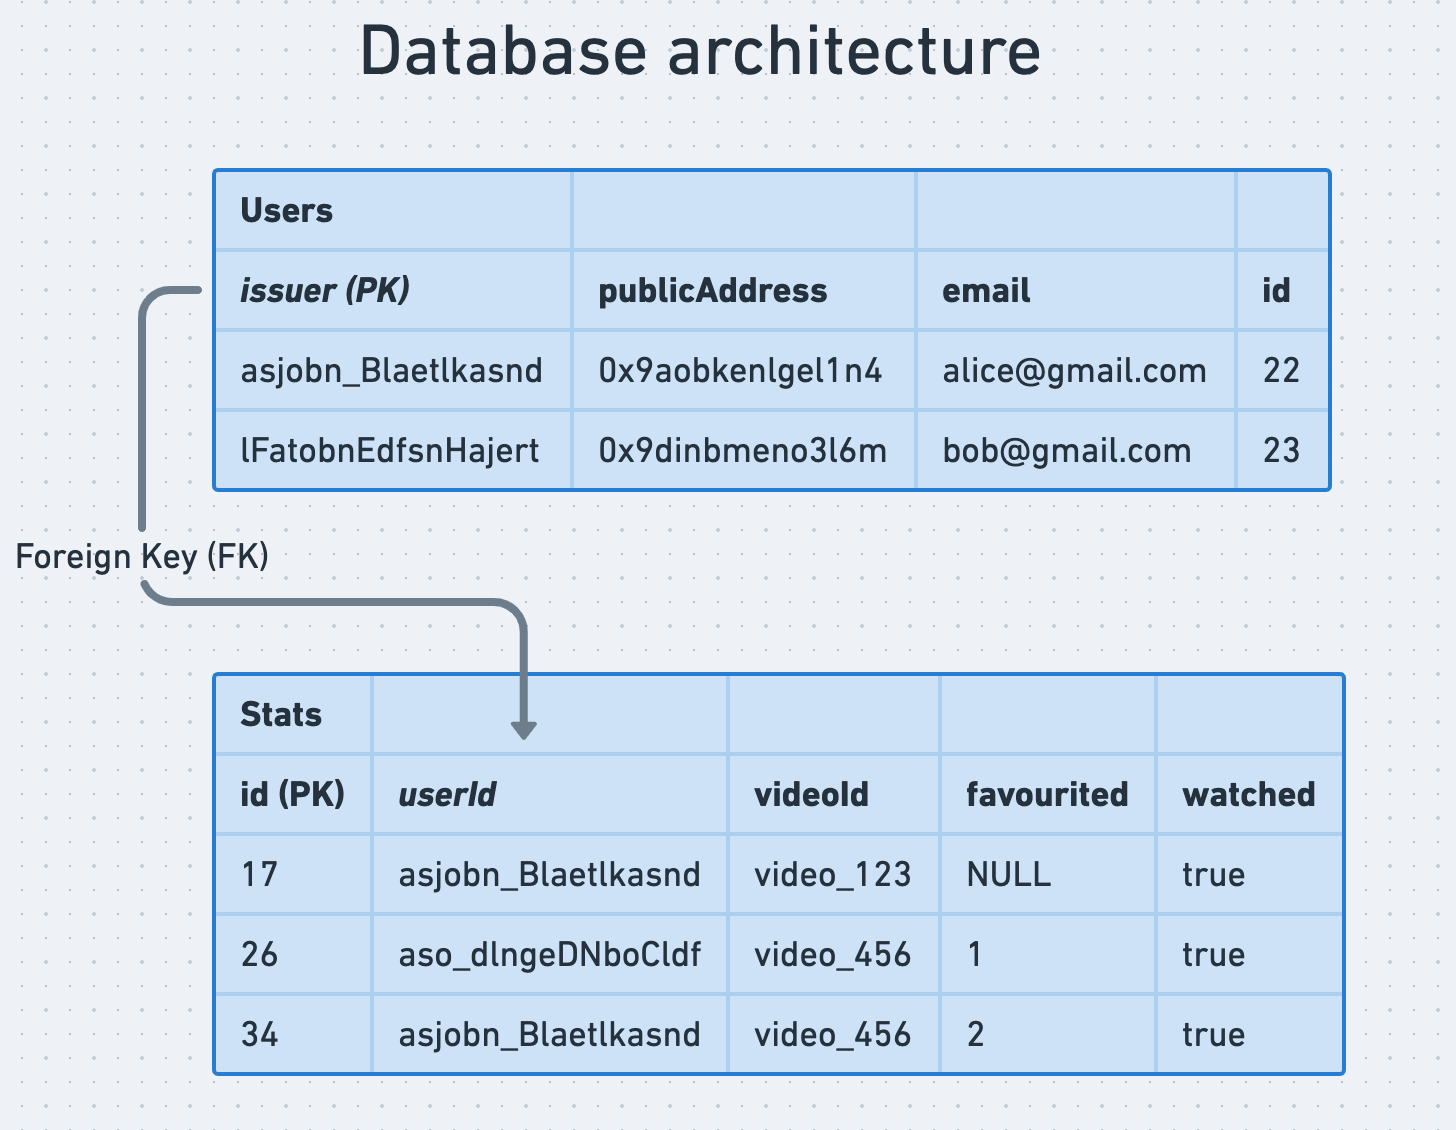 Database architecture
Users
issuer (PK) publicAddress email id
asjobn_Blaetlkasnd 0x9aobkenlgel1n4 alice@gmail.com 22
lFatobnEdfsnHajert 0x9dinbmeno3l6m bob@gmail.com 23
Foreign Key (FK)
Stats
id (PK) userId videoId favourited watched
17 asjobn_Blaetlkasnd video_123 NULL true
26 aso_dlngeDNboCldf video_456 1 true
34 asjobn_Blaetlkasnd video_456 2 true